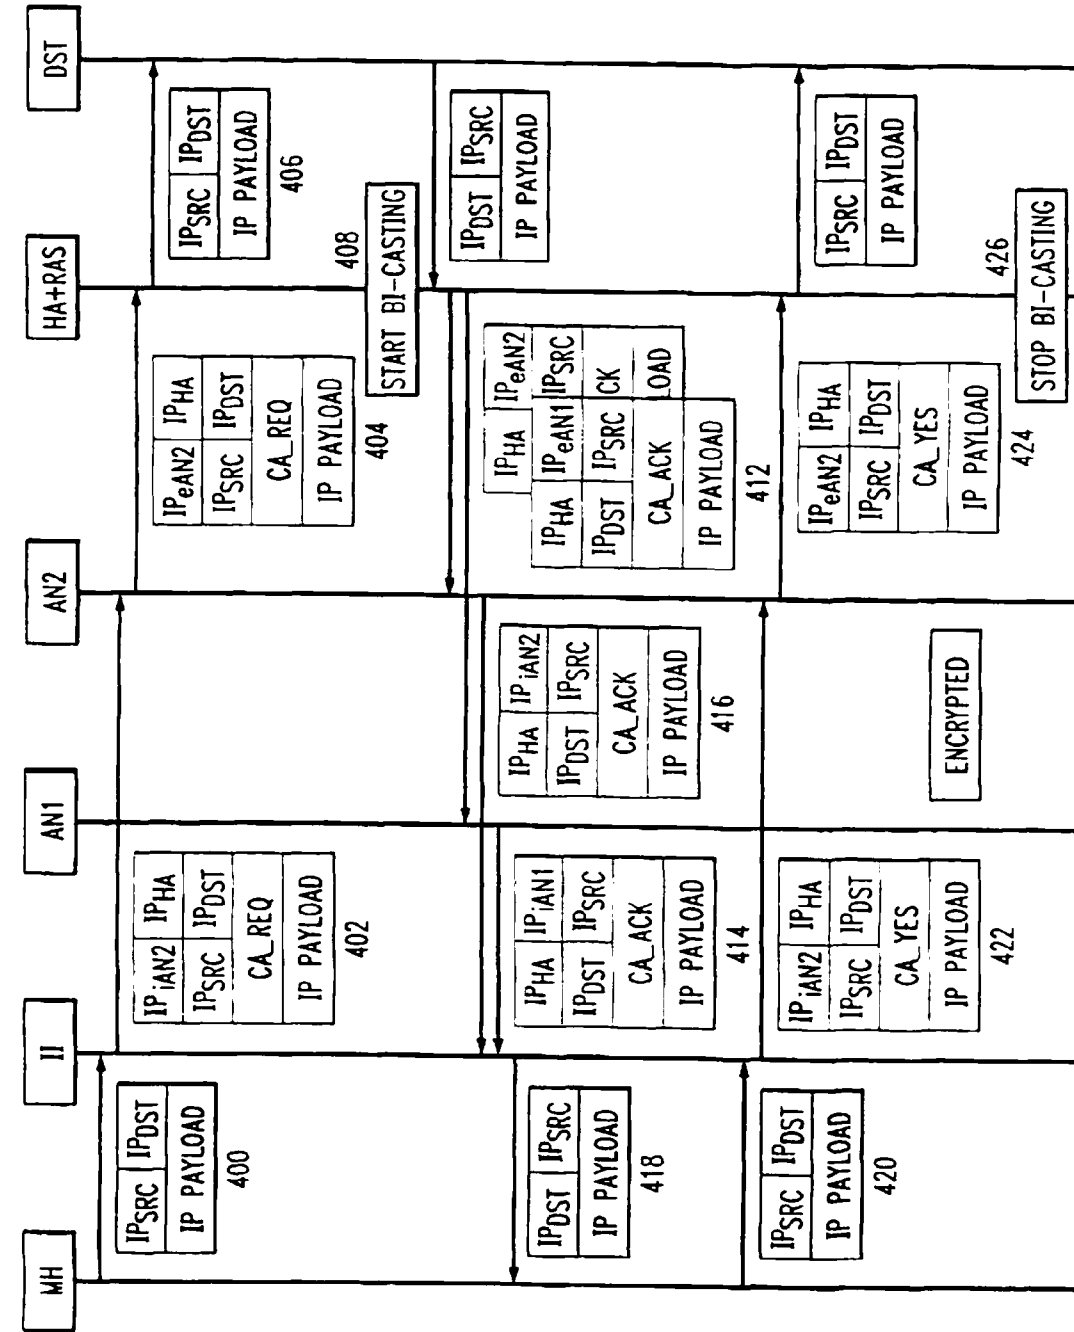 MH
II
AN1
AN2
HA+RAS
DST
IPSRC IPDST
IP PAYLOAD
400
IPiAN2 IPHA
IPSRC IPDST
CA_REQ
IP PAYLOAD
402
IPeAN2 IPHA
IPSRC IPDST
CA_REQ
IP PAYLOAD
404
IPSRC IPDST
IP PAYLOAD
406
408
START BI-CASTING
IPDST IPSRC
IP PAYLOAD
IPHA IPeAN2
IPSRC
CK
LOAD
IPHA IPeAN1
IPDST IPSRC
CA_ACK
IP PAYLOAD
412
IPHA IPiAN2
IPDST IPSRC
CA_ACK
IP PAYLOAD
416
IPHA IPiAN1
IPDST IPSRC
CA_ACK
IP PAYLOAD
414
IPDST IPSRC
IP PAYLOAD
418
IPSRC IPDST
IP PAYLOAD
420
IPiAN2 IPHA
IPSRC IPDST
CA_YES
IP PAYLOAD
422
IPeAN2 IPHA
IPSRC IPDST
CA_YES
IP PAYLOAD
424
IPSRC IPDST
IP PAYLOAD
426
STOP BI-CASTING
ENCRYPTED